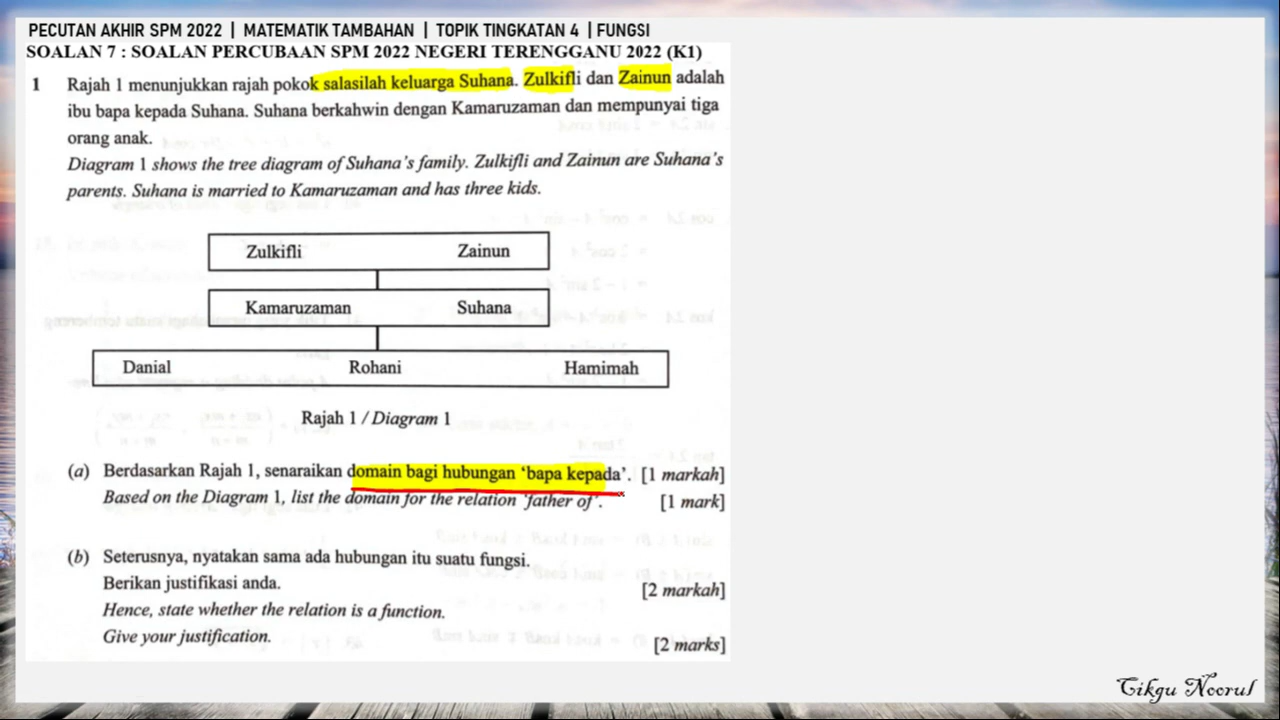 PECUTAN AKHIR SPM 2022 | MATEMATIK TAMBAHAN | TOPIK TINGKATAN 4 | FUNGSI
SOALAN 7 : SOALAN PERCUBAAN SPM 2022 NEGERI TERENGGANU 2022 (K1)
1 Rajah 1 menunjukkan rajah pokok salasilah keluarga Suhana. Zulkifli dan Zainun adalah
ibu bapa kepada Suhana. Suhana berkahwin dengan Kamaruzaman dan mempunyai tiga
orang anak.
Diagram 1 shows the tree diagram of Suhana's family. Zulkifli and Zainun are Suhana's
parents. Suhana is married to Kamaruzaman and has three kids.
Zulkifli Zainun
Kamaruzaman Suhana
Danial Rohani Hamimah
Rajah 1 / Diagram 1
(a) Berdasarkan Rajah 1, senaraikan domain bagi hubungan 'bapa kepada'. [1 markah]
Based on the Diagram 1, list the domain for the relation 'father of'. [1 mark]
(b) Seterusnya, nyatakan sama ada hubungan itu suatu fungsi.
Berikan justifikasi anda. [2 markah]
Hence, state whether the relation is a function.
Give your justification. [2 marks]
Cikgu Noorul